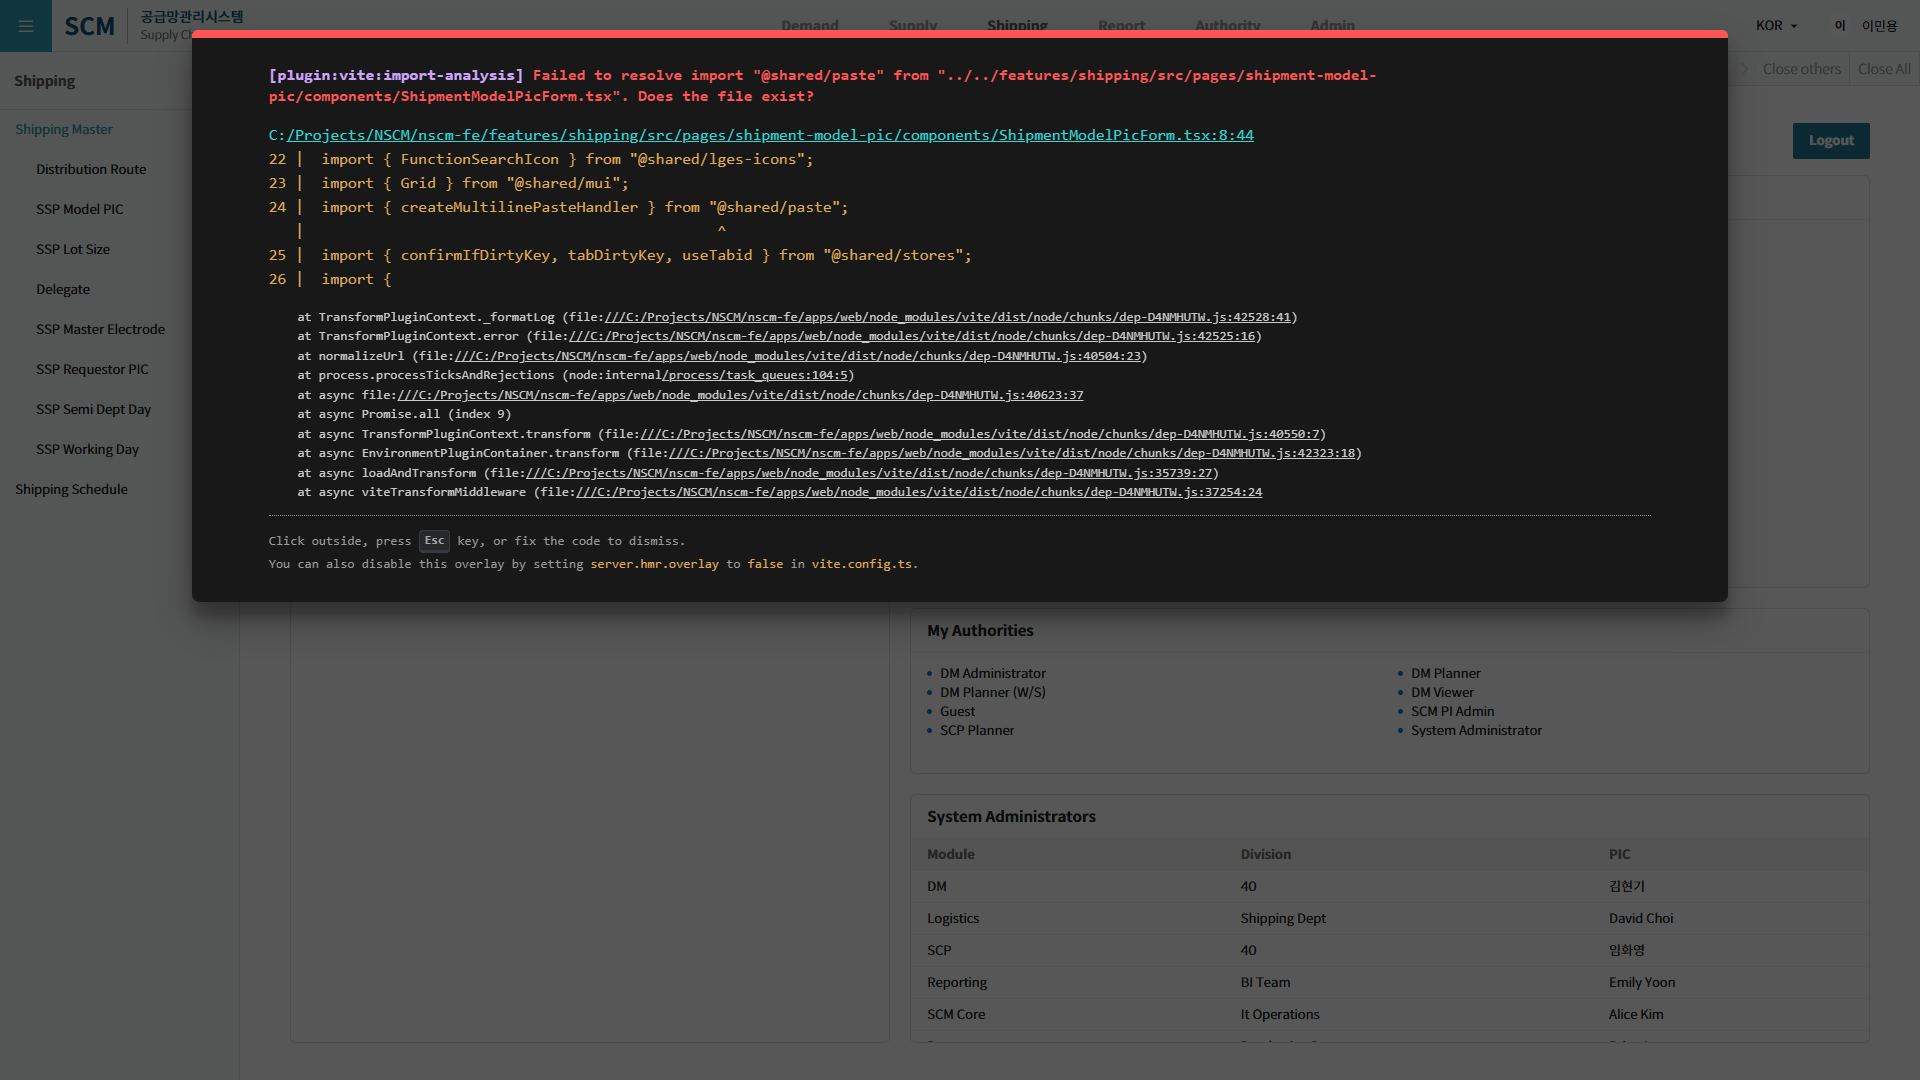 SCM
공급망관리시스템
Supply Ch
Demand
Supply
Shipping
Report
Authority
Admin
KOR
이
이민용
Shipping
Close others
Close All
Shipping Master
Distribution Route
SSP Model PIC
SSP Lot Size
Delegate
SSP Master Electrode
SSP Requestor PIC
SSP Semi Dept Day
SSP Working Day
Shipping Schedule
Logout
[plugin:vite:import-analysis] Failed to resolve import "@shared/paste" from "../../features/shipping/src/pages/shipment-model-
pic/components/ShipmentModelPicForm.tsx". Does the file exist?
C:/Projects/NSCM/nscm-fe/features/shipping/src/pages/shipment-model-pic/components/ShipmentModelPicForm.tsx:8:44
22 |  import { FunctionSearchIcon } from "@shared/lges-icons";
23 |  import { Grid } from "@shared/mui";
24 |  import { createMultilinePasteHandler } from "@shared/paste";
|                                               ^
25 |  import { confirmIfDirtyKey, tabDirtyKey, useTabid } from "@shared/stores";
26 |  import {
at TransformPluginContext._formatLog (file:///C:/Projects/NSCM/nscm-fe/apps/web/node_modules/vite/dist/node/chunks/dep-D4NMHUTW.js:42528:41)
at TransformPluginContext.error (file:///C:/Projects/NSCM/nscm-fe/apps/web/node_modules/vite/dist/node/chunks/dep-D4NMHUTW.js:42525:16)
at normalizeUrl (file:///C:/Projects/NSCM/nscm-fe/apps/web/node_modules/vite/dist/node/chunks/dep-D4NMHUTW.js:40504:23)
at process.processTicksAndRejections (node:internal/process/task_queues:104:5)
at async file:///C:/Projects/NSCM/nscm-fe/apps/web/node_modules/vite/dist/node/chunks/dep-D4NMHUTW.js:40623:37
at async Promise.all (index 9)
at async TransformPluginContext.transform (file:///C:/Projects/NSCM/nscm-fe/apps/web/node_modules/vite/dist/node/chunks/dep-D4NMHUTW.js:40550:7)
at async EnvironmentPluginContainer.transform (file:///C:/Projects/NSCM/nscm-fe/apps/web/node_modules/vite/dist/node/chunks/dep-D4NMHUTW.js:42323:18)
at async loadAndTransform (file:///C:/Projects/NSCM/nscm-fe/apps/web/node_modules/vite/dist/node/chunks/dep-D4NMHUTW.js:35739:27)
at async viteTransformMiddleware (file:///C:/Projects/NSCM/nscm-fe/apps/web/node_modules/vite/dist/node/chunks/dep-D4NMHUTW.js:37254:24
Click outside, press Esc key, or fix the code to dismiss.
You can also disable this overlay by setting server.hmr.overlay to false in vite.config.ts.
My Authorities
DM Administrator
DM Planner
DM Planner (W/S)
DM Viewer
Guest
SCM PI Admin
SCP Planner
System Administrator
System Administrators
Module Division PIC
DM 40 김현기
Logistics Shipping Dept David Choi
SCP 40 임화영
Reporting BI Team Emily Yoon
SCM Core It Operations Alice Kim